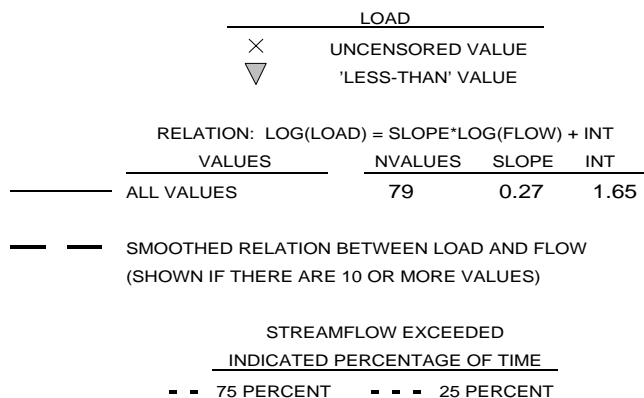 LOAD
UNCENSORED VALUE
'LESS-THAN' VALUE
RELATION: LOG(LOAD) = SLOPE*LOG(FLOW) + INT
VALUES NVALUES SLOPE INT
ALL VALUES 79 0.27 1.65
SMOOTHED RELATION BETWEEN LOAD AND FLOW
(SHOWN IF THERE ARE 10 OR MORE VALUES)
STREAMFLOW EXCEEDED
INDICATED PERCENTAGE OF TIME
75 PERCENT 25 PERCENT